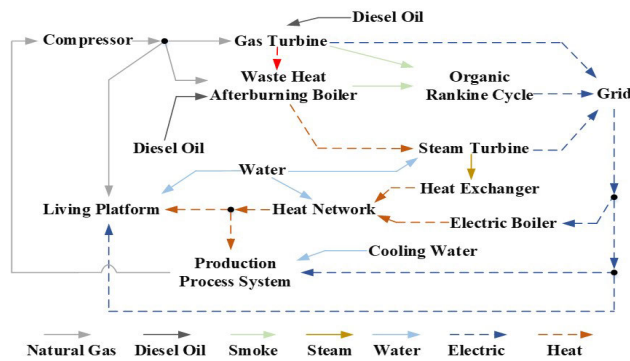 Diesel Oil
Compressor
Gas Turbine
Waste Heat
Afterburning Boiler
Organic
Rankine Cycle
Grid
Diesel Oil
Steam Turbine
Water
Heat Exchanger
Living Platform
Heat Network
Electric Boiler
Cooling Water
Production
Process System
Natural Gas
Diesel Oil
Smoke
Steam
Water
Electric
Heat